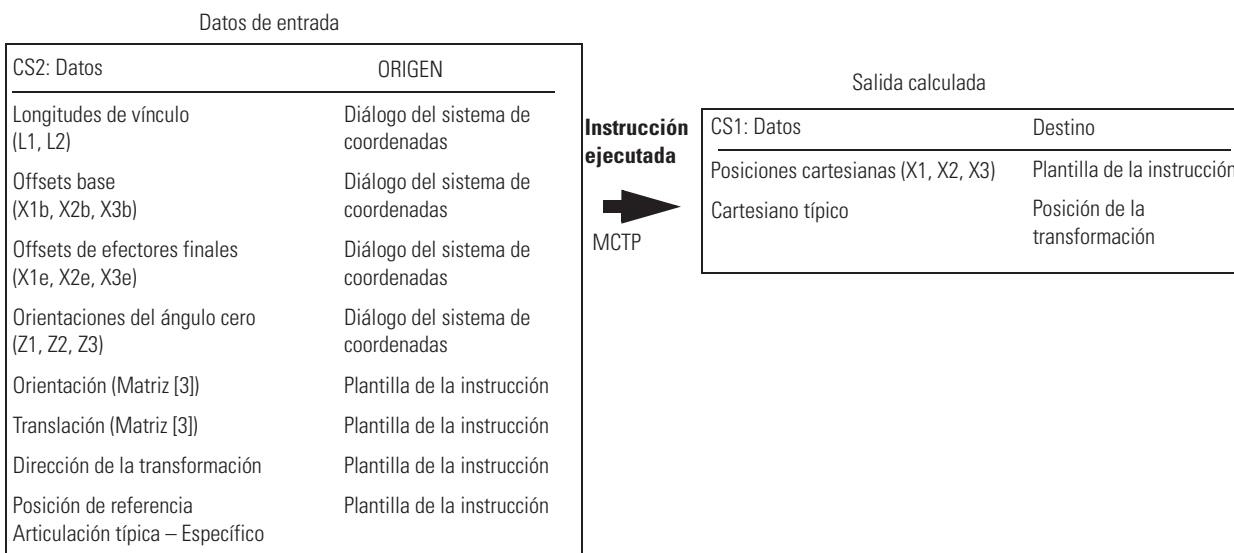 Datos de entrada
CS2: Datos ORIGEN
Longitudes de vínculo Diálogo del sistema de
(L1, L2) coordenadas
Offsets base Diálogo del sistema de
(X1b, X2b, X3b) coordenadas
Offsets de efectores finales Diálogo del sistema de
(X1e, X2e, X3e) coordenadas
Orientaciones del ángulo cero Diálogo del sistema de
(Z1, Z2, Z3) coordenadas
Orientación (Matriz [3]) Plantilla de la instrucción
Translación (Matriz [3]) Plantilla de la instrucción
Dirección de la transformación Plantilla de la instrucción
Posición de referencia Plantilla de la instrucción
Articulación típica – Específico
Instrucción
ejecutada
MCTP
Salida calculada
CS1: Datos Destino
Posiciones cartesianas (X1, X2, X3) Plantilla de la instrucción
Cartesiano típico Posición de la
transformación